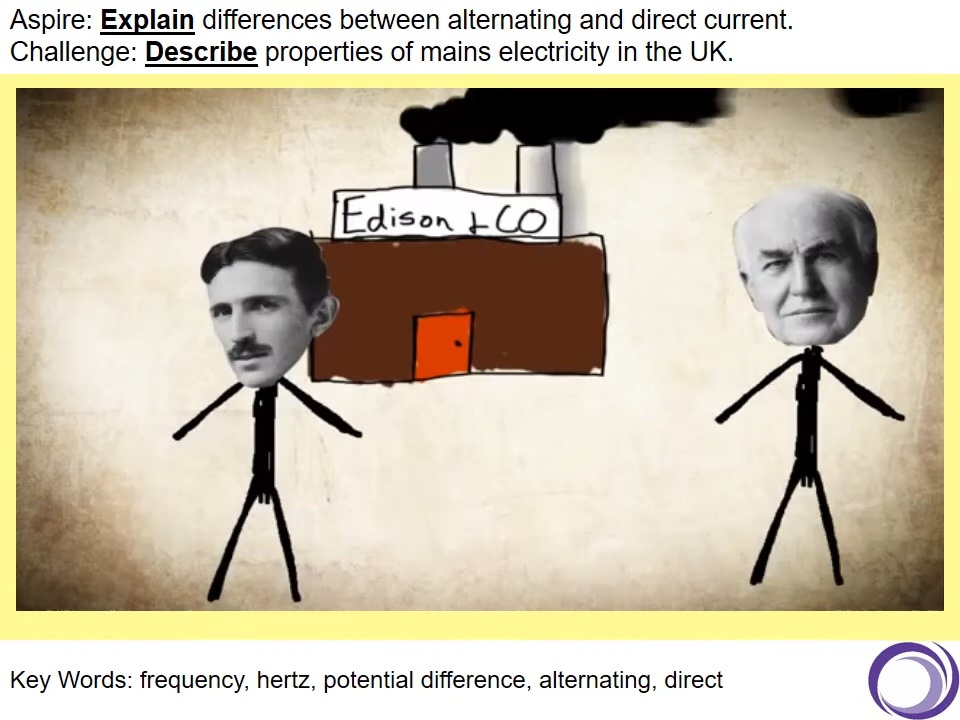 Aspire: Explain differences between alternating and direct current.
Challenge: Describe properties of mains electricity in the UK.
Edison + CO
Key Words: frequency, hertz, potential difference, alternating, direct